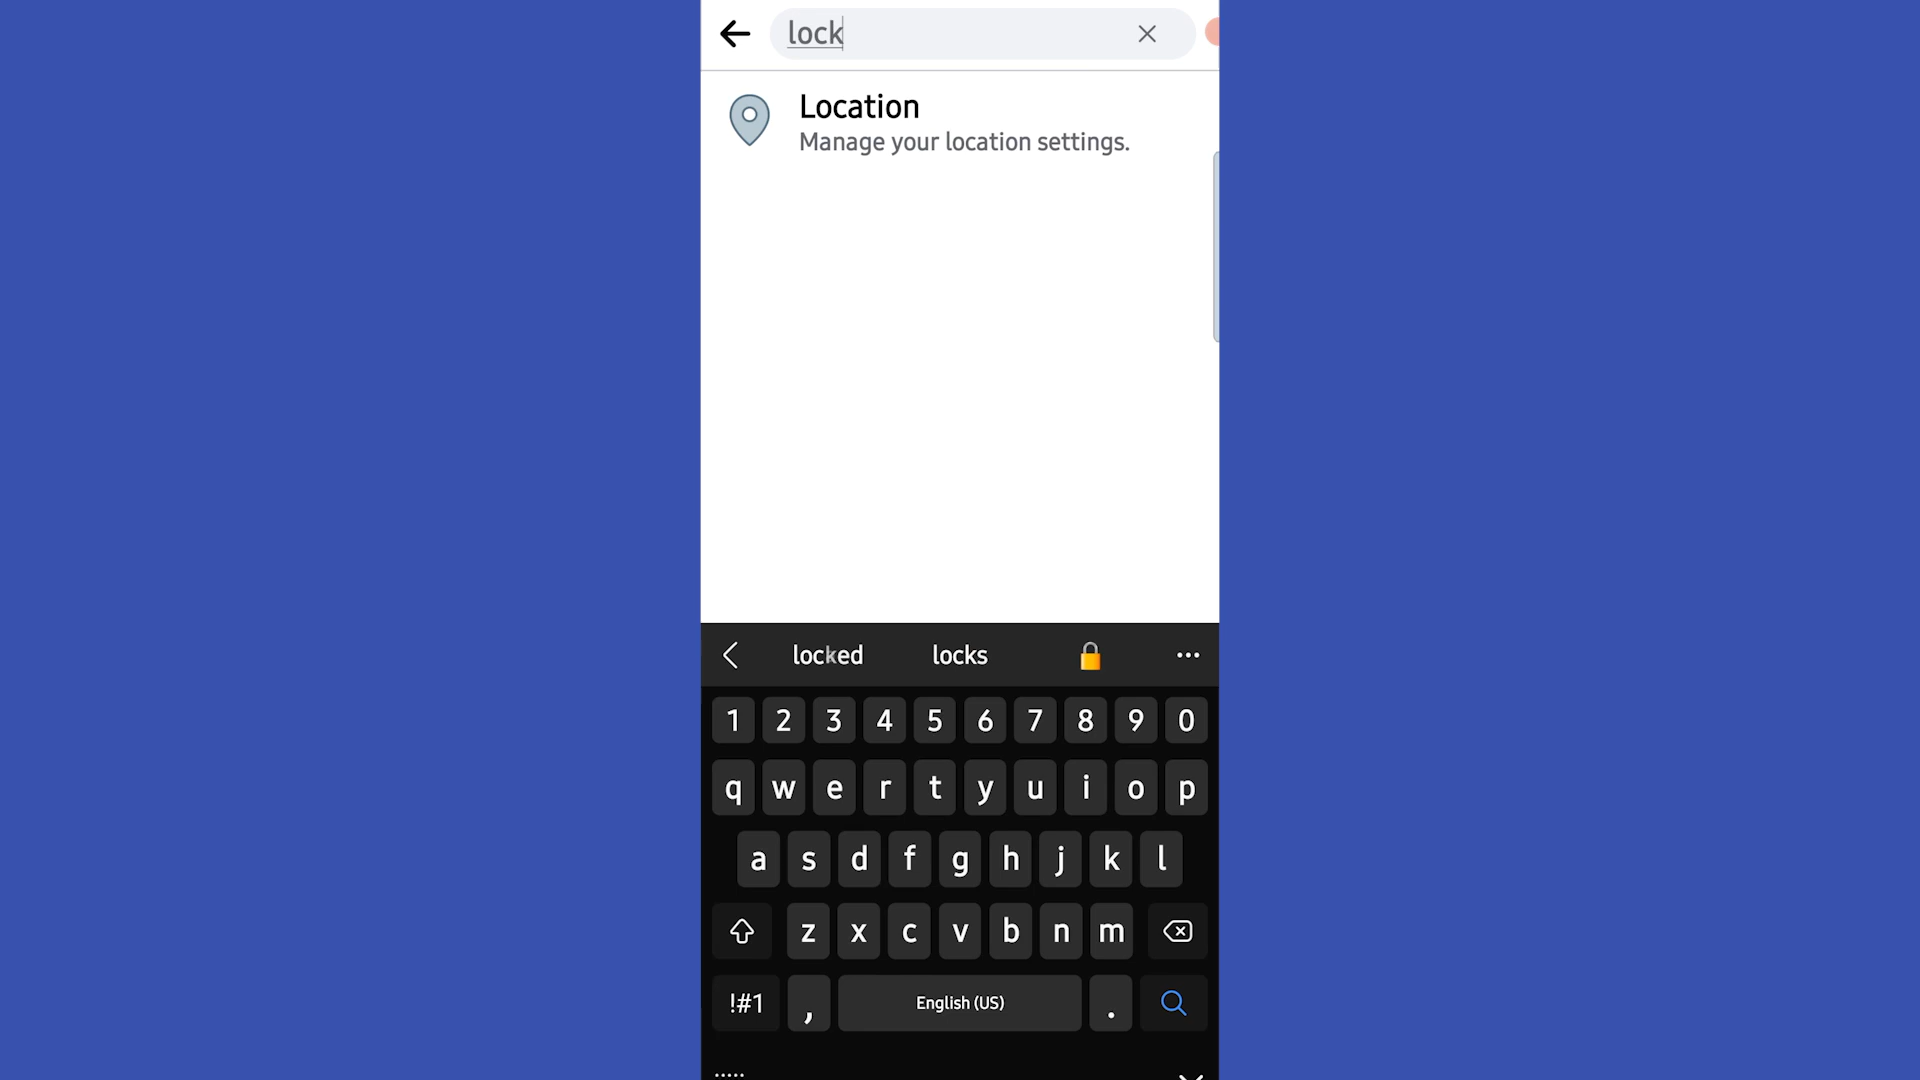 lock
Location
Manage your location settings.
locked locks
1 2 3 4 5 6 7 8 9 0
q w e r t y u i o p
a s d f g h j k l
z x c v b n m
!#1 , English (US) .